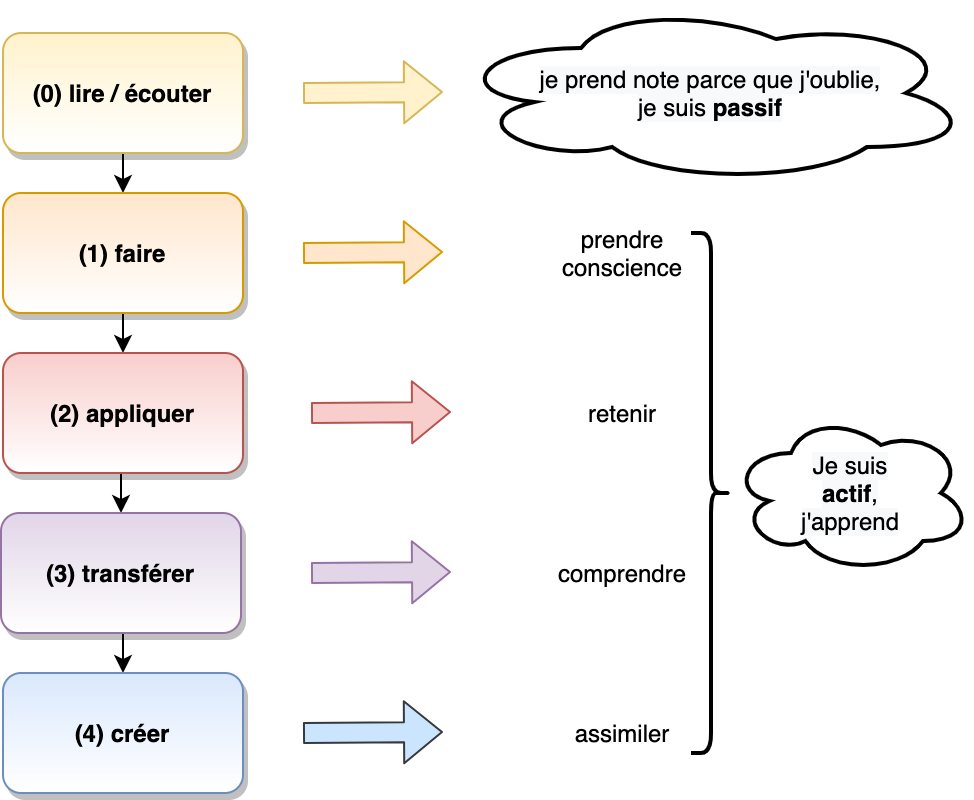 (0) lire / écouter
je prend note parce que j'oublie,
je suis passif
(1) faire
prendre
conscience
(2) appliquer
retenir
Je suis
actif,
j'apprend
(3) transférer
comprendre
(4) créer
assimiler